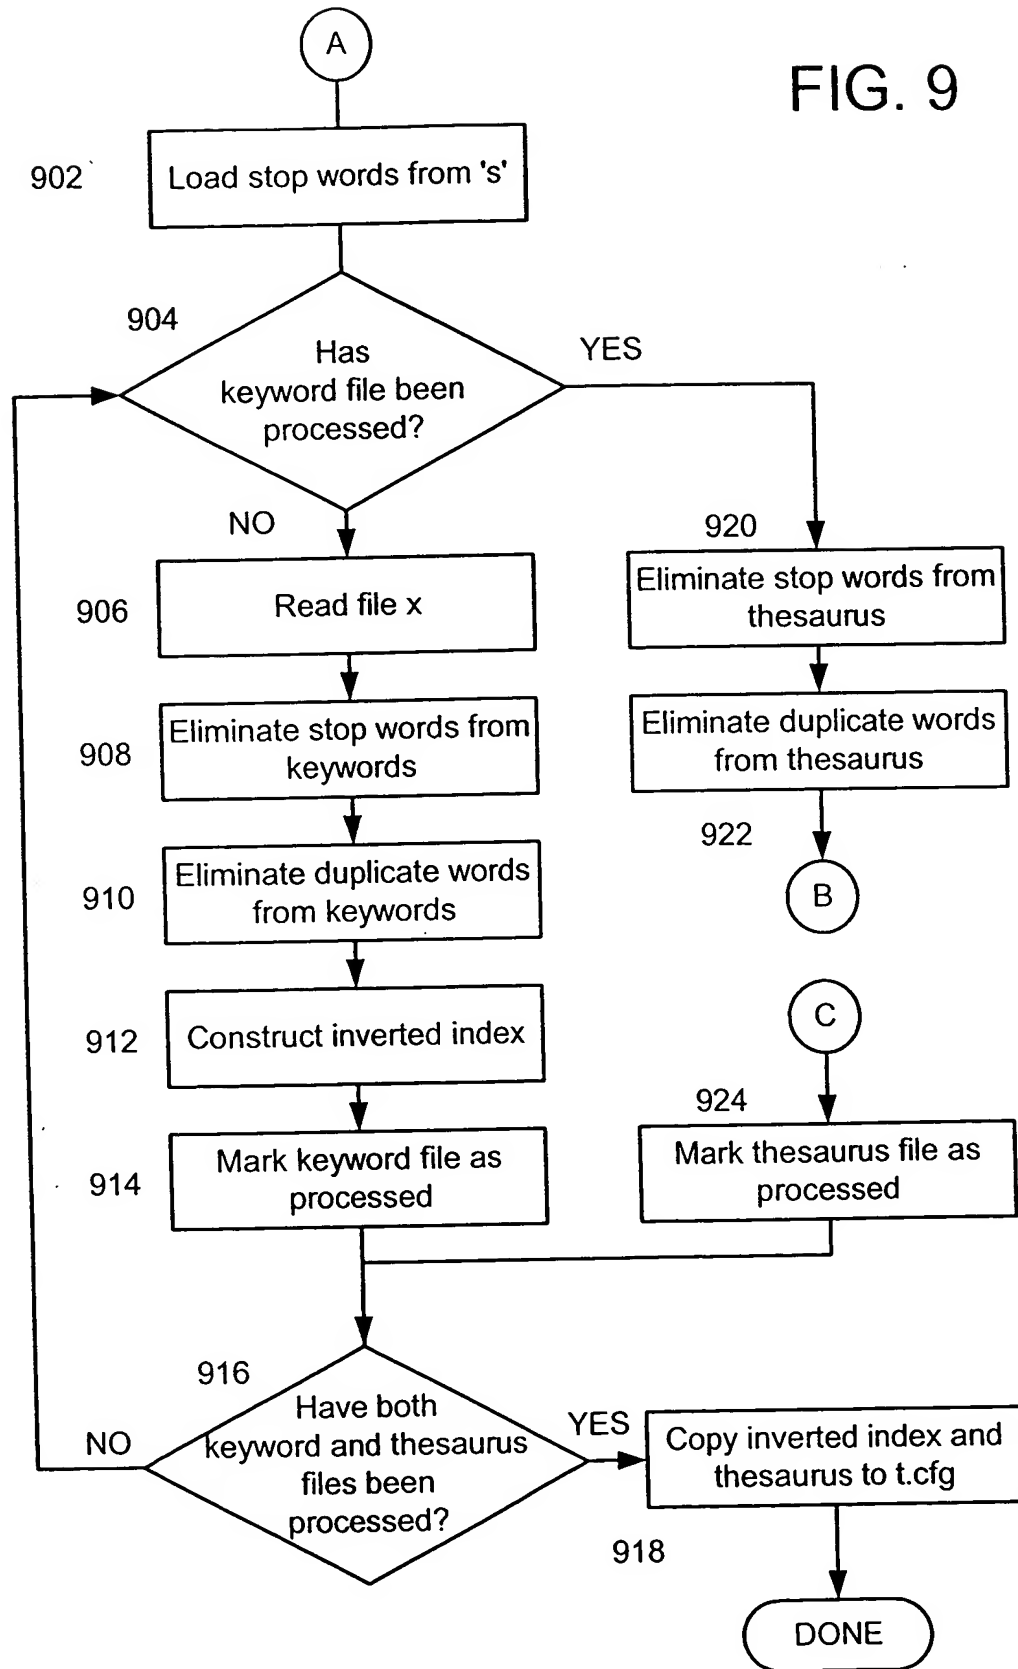 A
FIG. 9
902
Load stop words from 's'
904
Has
keyword file been
processed?
YES
NO
906
Read file x
920
Eliminate stop words from
thesaurus
908
Eliminate stop words from
keywords
Eliminate duplicate words
from thesaurus
922
B
910
Eliminate duplicate words
from keywords
C
912
Construct inverted index
924
Mark thesaurus file as
processed
914
Mark keyword file as
processed
916
Have both
keyword and thesaurus
files been
processed?
NO
YES
Copy inverted index and
thesaurus to t.cfg
918
DONE